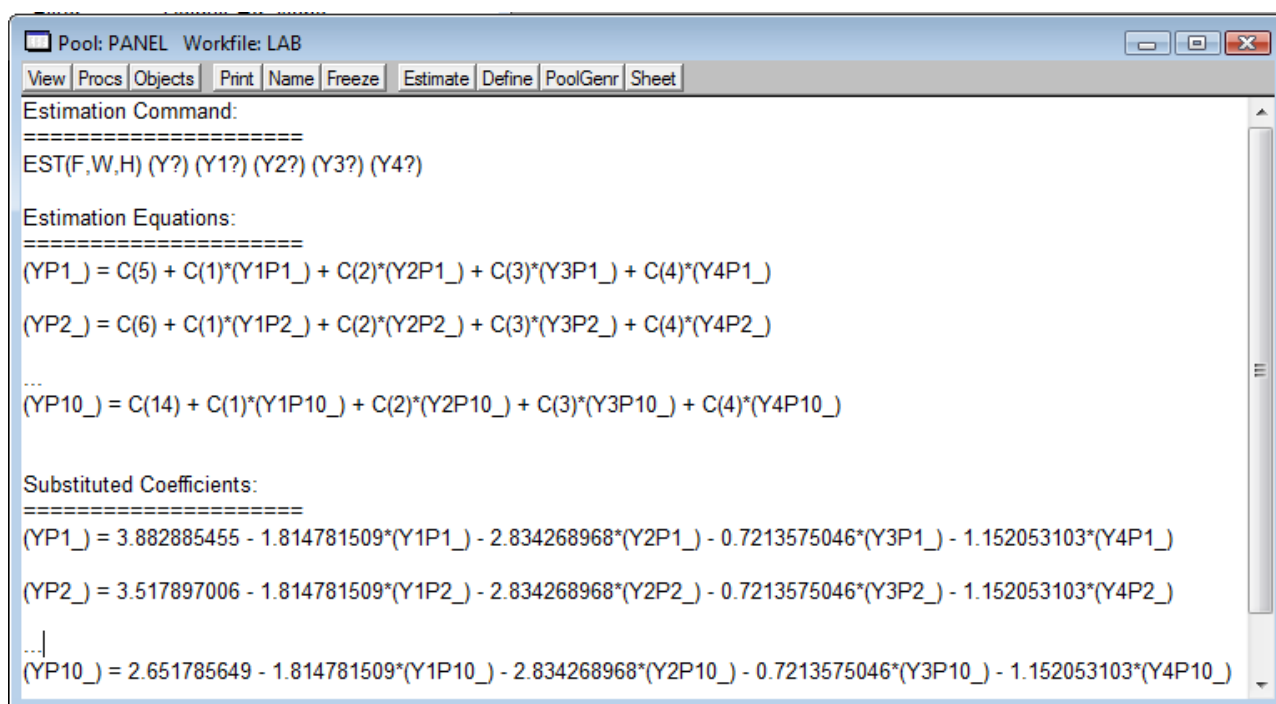 Pool: PANEL Workfile: LAB
View Procs Objects Print Name Freeze Estimate Define PoolGenr Sheet
Estimation Command:
=====================
EST(F,W,H) (Y?) (Y1?) (Y2?) (Y3?) (Y4?)
Estimation Equations:
=====================
(YP1_) = C(5) + C(1)*(Y1P1_) + C(2)*(Y2P1_) + C(3)*(Y3P1_) + C(4)*(Y4P1_)
(YP2_) = C(6) + C(1)*(Y1P2_) + C(2)*(Y2P2_) + C(3)*(Y3P2_) + C(4)*(Y4P2_)
...
(YP10_) = C(14) + C(1)*(Y1P10_) + C(2)*(Y2P10_) + C(3)*(Y3P10_) + C(4)*(Y4P10_)
Substituted Coefficients:
=====================
(YP1_) = 3.882885455 - 1.814781509*(Y1P1_) - 2.834268968*(Y2P1_) - 0.7213575046*(Y3P1_) - 1.152053103*(Y4P1_)
(YP2_) = 3.517897006 - 1.814781509*(Y1P2_) - 2.834268968*(Y2P2_) - 0.7213575046*(Y3P2_) - 1.152053103*(Y4P2_)
...
(YP10_) = 2.651785649 - 1.814781509*(Y1P10_) - 2.834268968*(Y2P10_) - 0.7213575046*(Y3P10_) - 1.152053103*(Y4P10_)